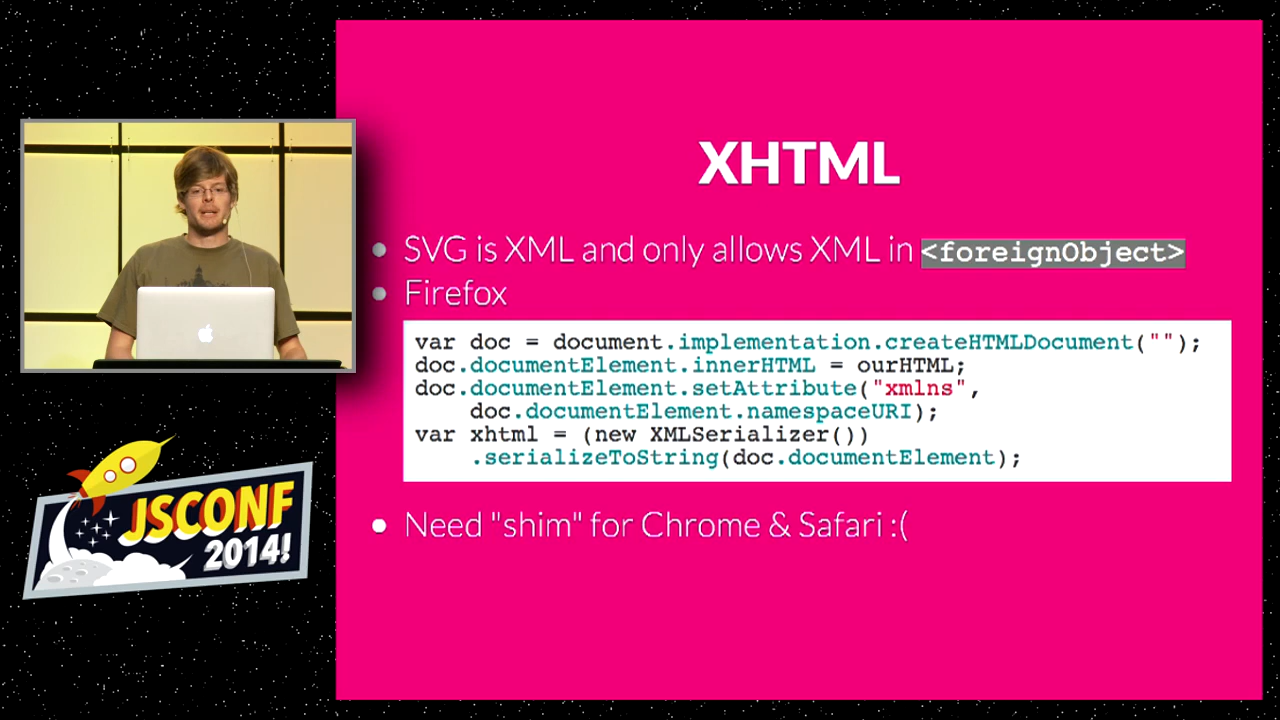 XHTML
SVG is XML and only allows XML in <foreignObject>
Firefox
var doc = document.implementation.createHTMLDocument("");
doc.documentElement.innerHTML = ourHTML;
doc.documentElement.setAttribute("xmlns",
doc.documentElement.namespaceURI);
var xhtml = (new XMLSerializer())
.serializeToString(doc.documentElement);
Need "shim" for Chrome & Safari :(
JSCONF
2014!